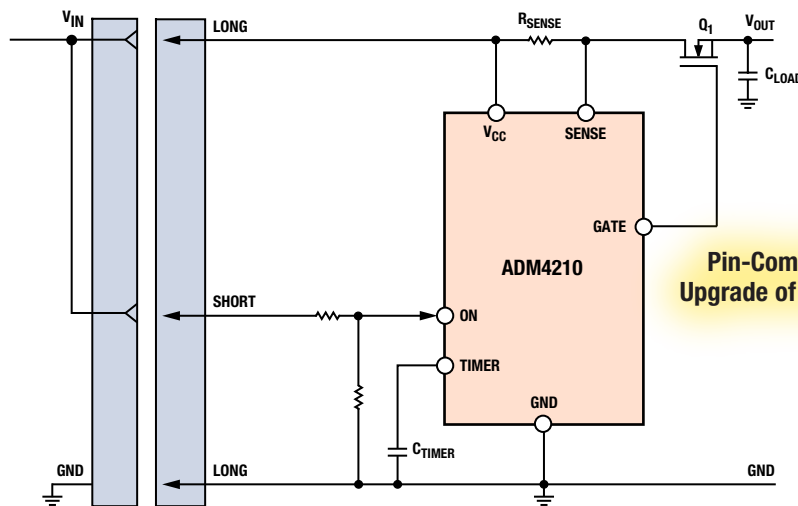 VIN
LONG
RSENSE
Q1
VOUT
CLOAD
VCC
SENSE
GATE
ADM4210
Pin-Com
Upgrade of
SHORT
ON
TIMER
GND
CTIMER
GND
LONG
GND